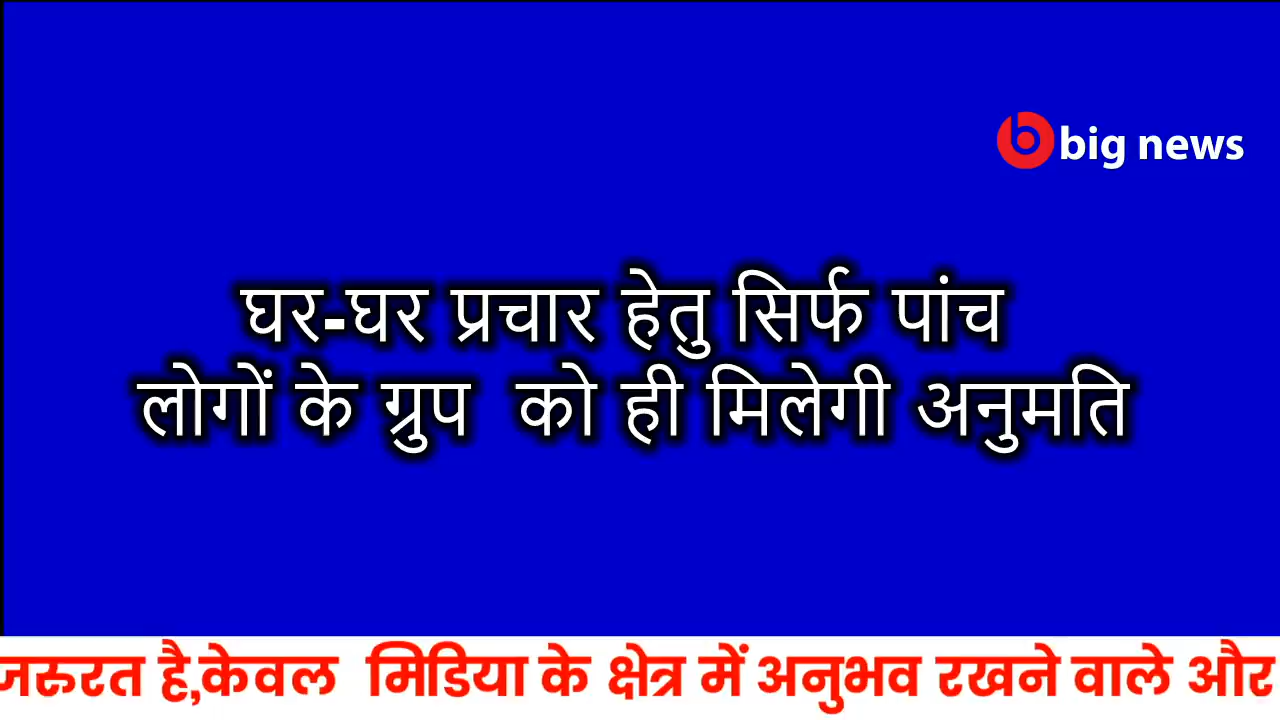 big news
घर-घर प्रचार हेतु सिर्फ पांच
लोगों के ग्रुप को ही मिलेगी अनुमति
जरुरत है,केवल मिडिया के क्षेत्र में अनुभव रखने वाले और